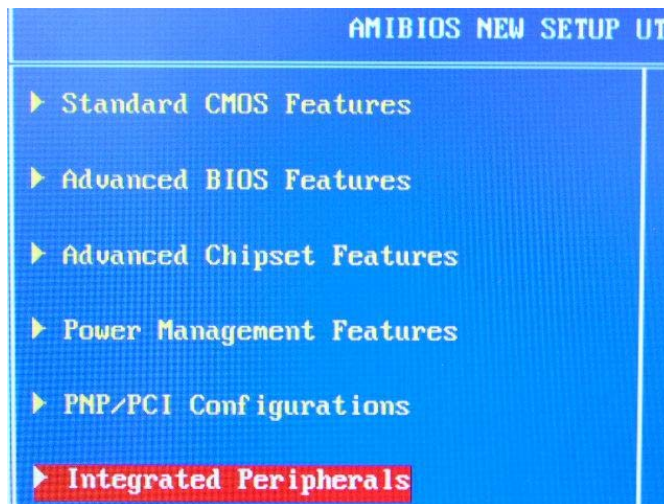 AMIBIOS NEW SETUP UT
Standard CMOS Features
Advanced BIOS Features
Advanced Chipset Features
Power Management Features
PNP/PCI Configurations
Integrated Peripherals